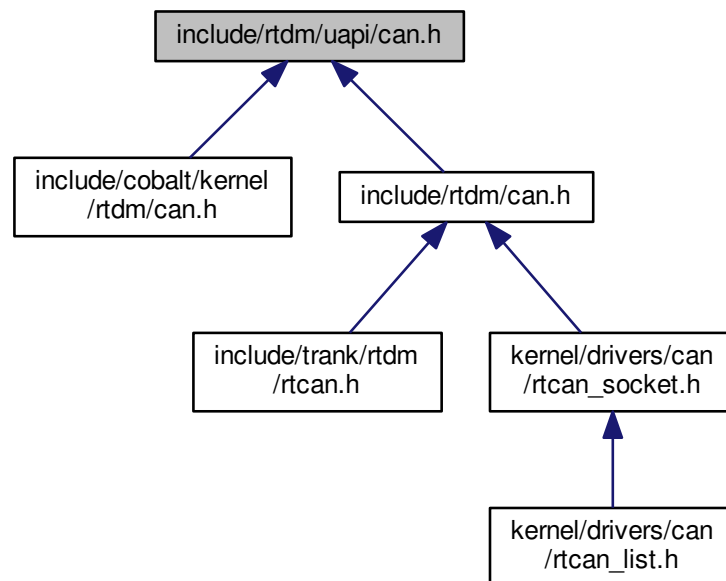 include/rtdm/uapi/can.h
include/cobalt/kernel
/rtdm/can.h
include/rtdm/can.h
include/trank/rtdm
/rtcan.h
kernel/drivers/can
/rtcan_socket.h
kernel/drivers/can
/rtcan_list.h